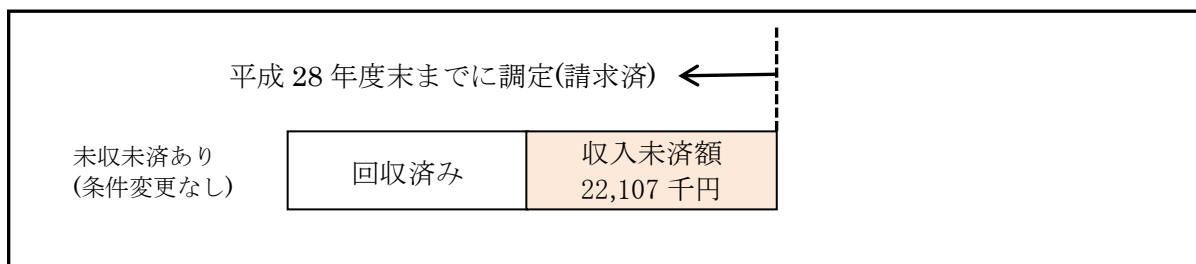 平成 28 年度末までに調定(請求済)
未収未済あり
(条件変更なし)
回収済み
収入未済額
22,107 千円